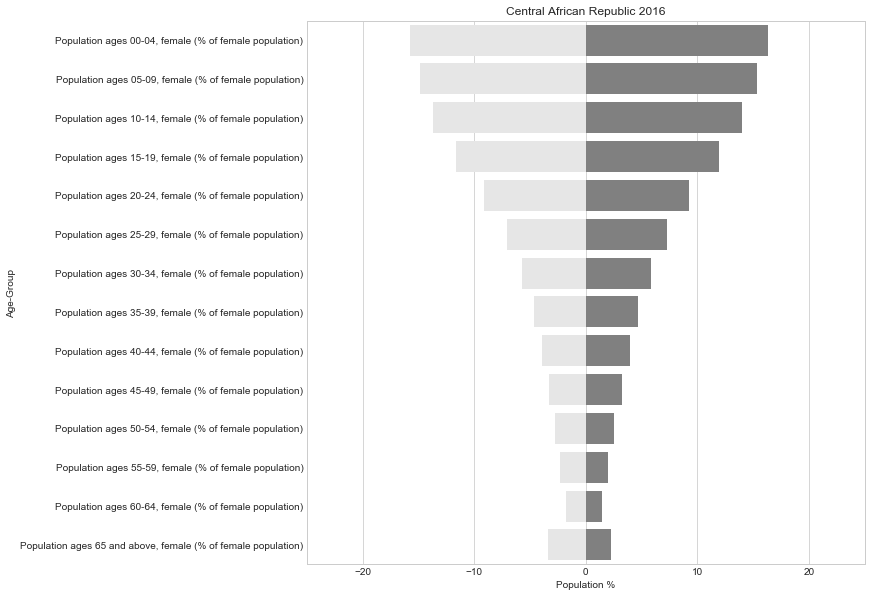 Central African Republic 2016
Population ages 00-04, female (% of female population)
Population ages 05-09, female (% of female population)
Population ages 10-14, female (% of female population)
Population ages 15-19, female (% of female population)
Population ages 20-24, female (% of female population)
Population ages 25-29, female (% of female population)
Population ages 30-34, female (% of female population)
Population ages 35-39, female (% of female population)
Population ages 40-44, female (% of female population)
Population ages 45-49, female (% of female population)
Population ages 50-54, female (% of female population)
Population ages 55-59, female (% of female population)
Population ages 60-64, female (% of female population)
Population ages 65 and above, female (% of female population)
Age-Group
−20 −10 0 10 20
Population %